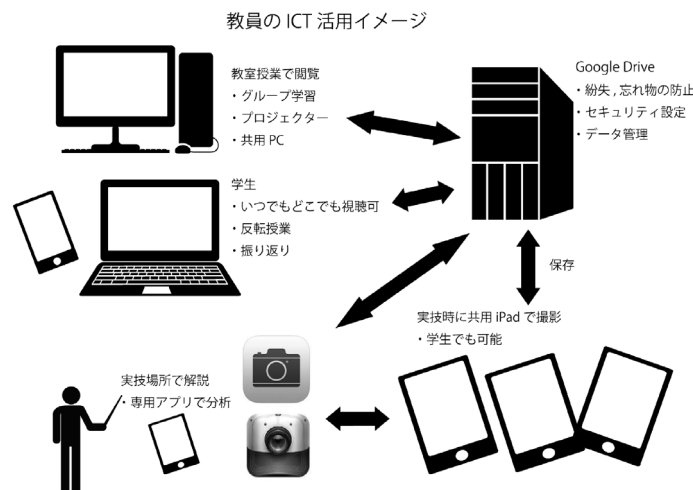 教員の ICT 活用イメージ
教室授業で閲覧
・グループ学習
・プロジェクター
・共用 PC
Google Drive
・紛失 , 忘れ物の防止
・セキュリティ設定
・データ管理
学生
・いつでもどこでも視聴可
・反転授業
・振り返り
保存
実技時に共用 iPad で撮影
・学生でも可能
実技場所で解説
・専用アプリで分析